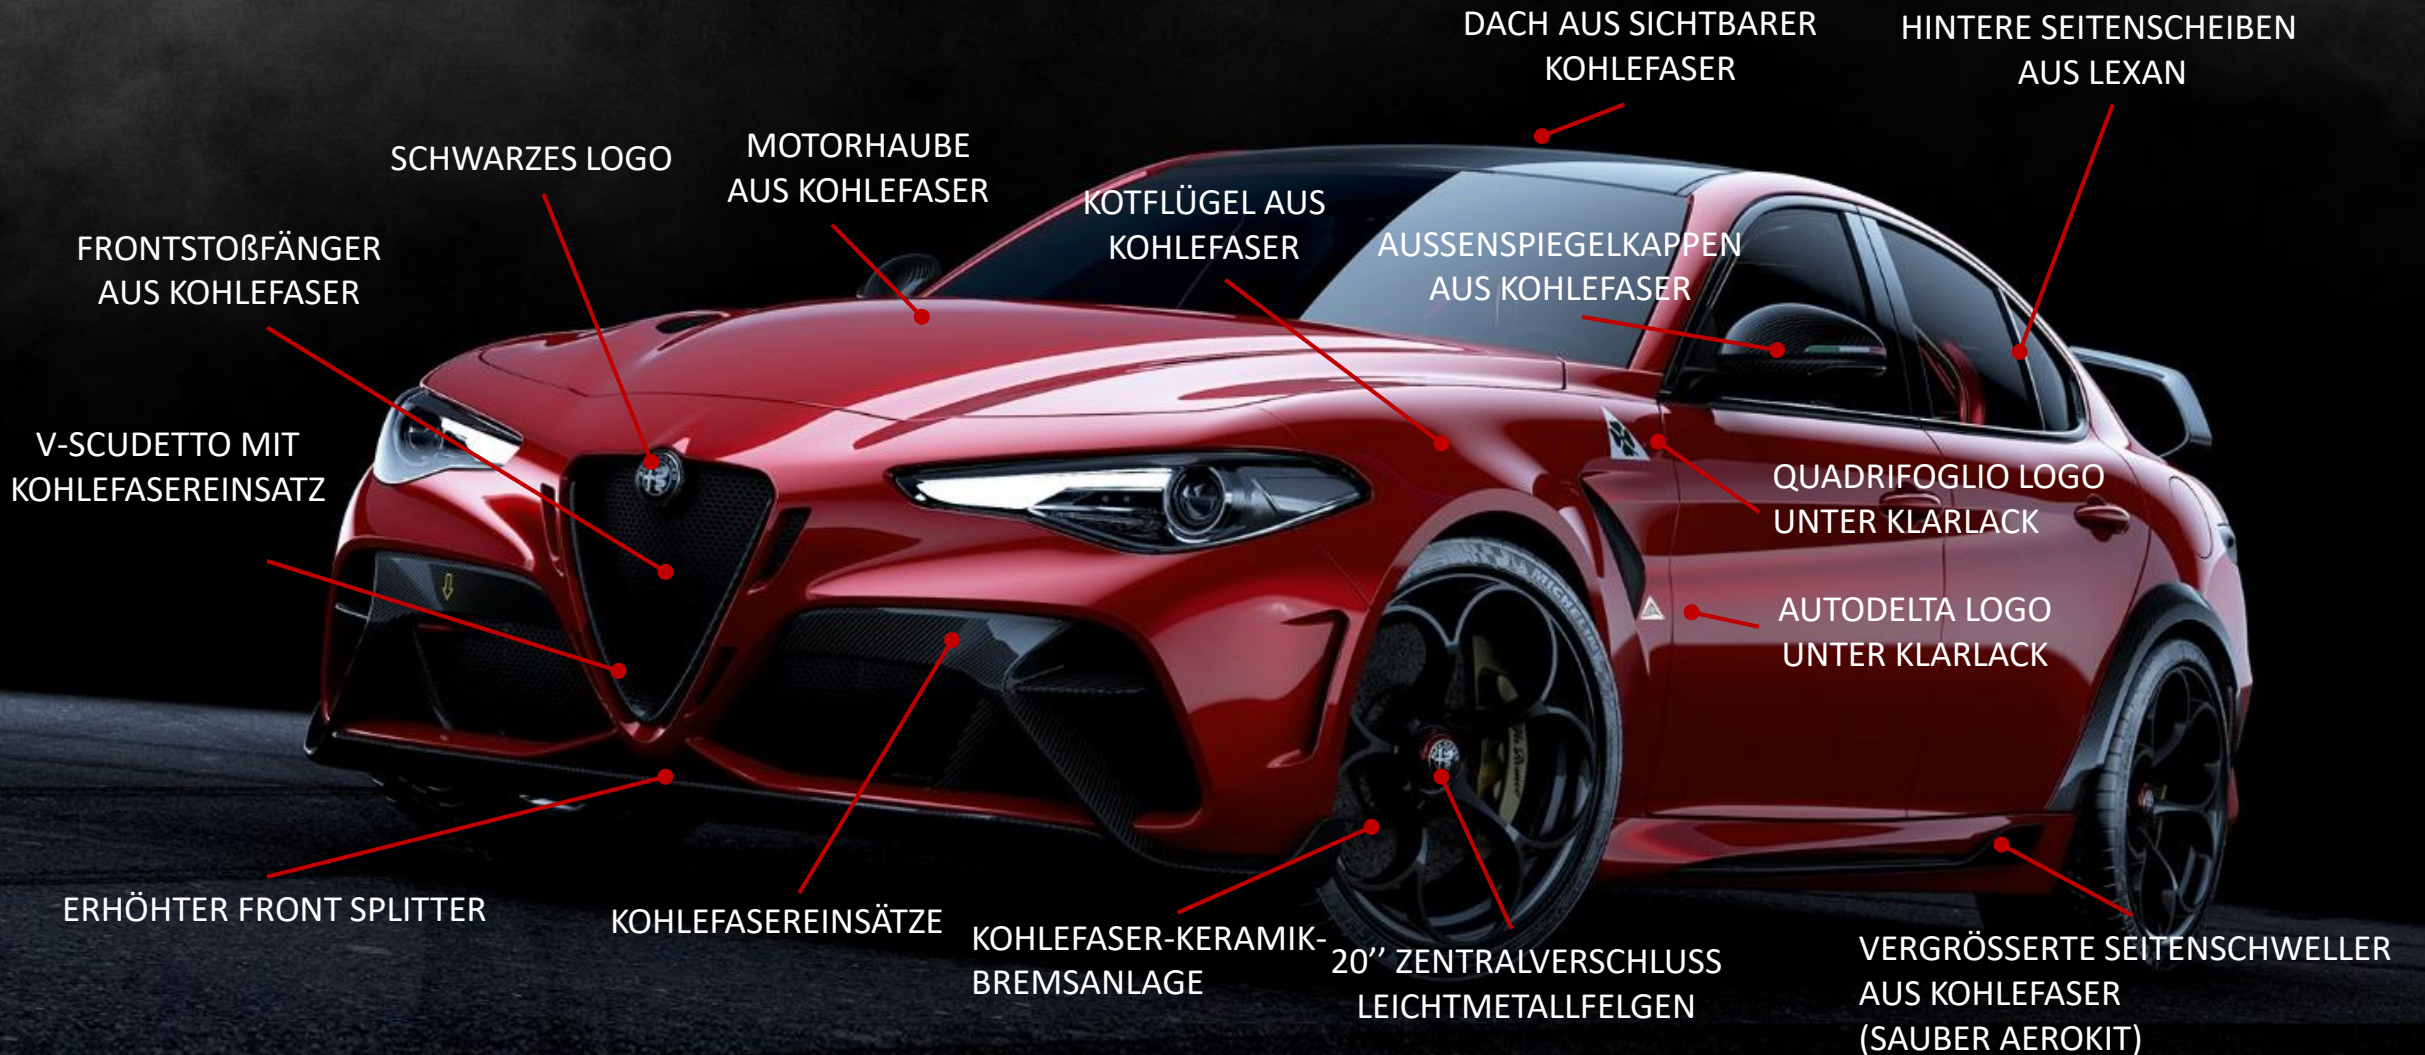 DACH AUS SICHTBARER
KOHLEFASER
HINTERE SEITENSCHEIBEN
AUS LEXAN
SCHWARZES LOGO
MOTORHAUBE
AUS KOHLEFASER
KOTFLÜGEL AUS
KOHLEFASER
AUSSENSPIEGELKAPPEN
AUS KOHLEFASER
FRONTSTOßFÄNGER
AUS KOHLEFASER
V-SCUDETTO MIT
KOHLEFASEREINSATZ
QUADRIFOGLIO LOGO
UNTER KLARLACK
MICHELIN
AUTODELTA LOGO
UNTER KLARLACK
ERHÖHTER FRONT SPLITTER
KOHLEFASEREINSÄTZE
KOHLEFASER-KERAMIK-
BREMSANLAGE
20’’ ZENTRALVERSCHLUSS
LEICHTMETALLFELGEN
VERGRÖSSERTE SEITENSCHWELLER
AUS KOHLEFASER
(SAUBER AEROKIT)